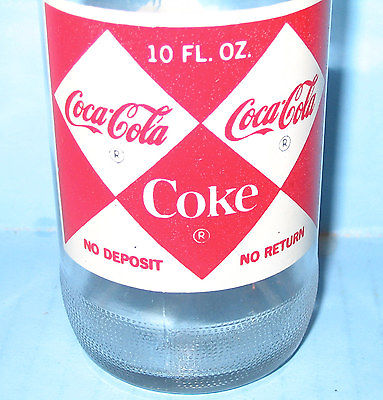 10 FL. OZ.
Coca-Cola ®
Coca-Cola ®
Coke
®
NO DEPOSIT
NO RETURN